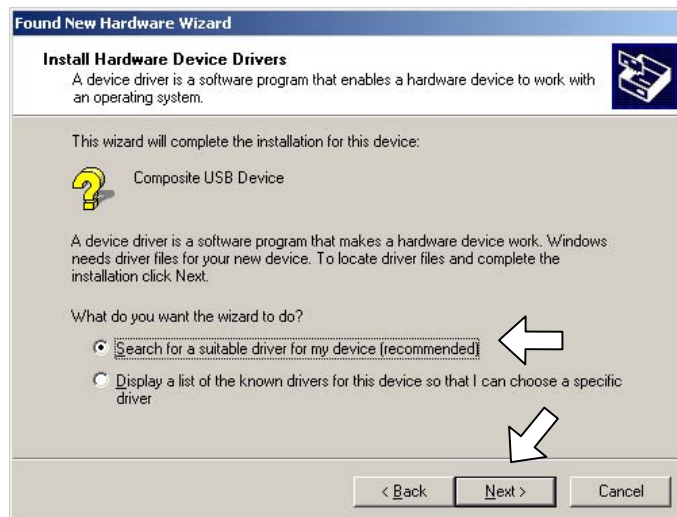 Found New Hardware Wizard
Install Hardware Device Drivers
A device driver is a software program that enables a hardware device to work with
an operating system.
This wizard will complete the installation for this device:
Composite USB Device
A device driver is a software program that makes a hardware device work. Windows
needs driver files for your new device. To locate driver files and complete the
installation click Next.
What do you want the wizard to do?
Search for a suitable driver for my device (recommended)
Display a list of the known drivers for this device so that I can choose a specific
driver
< Back Next > Cancel